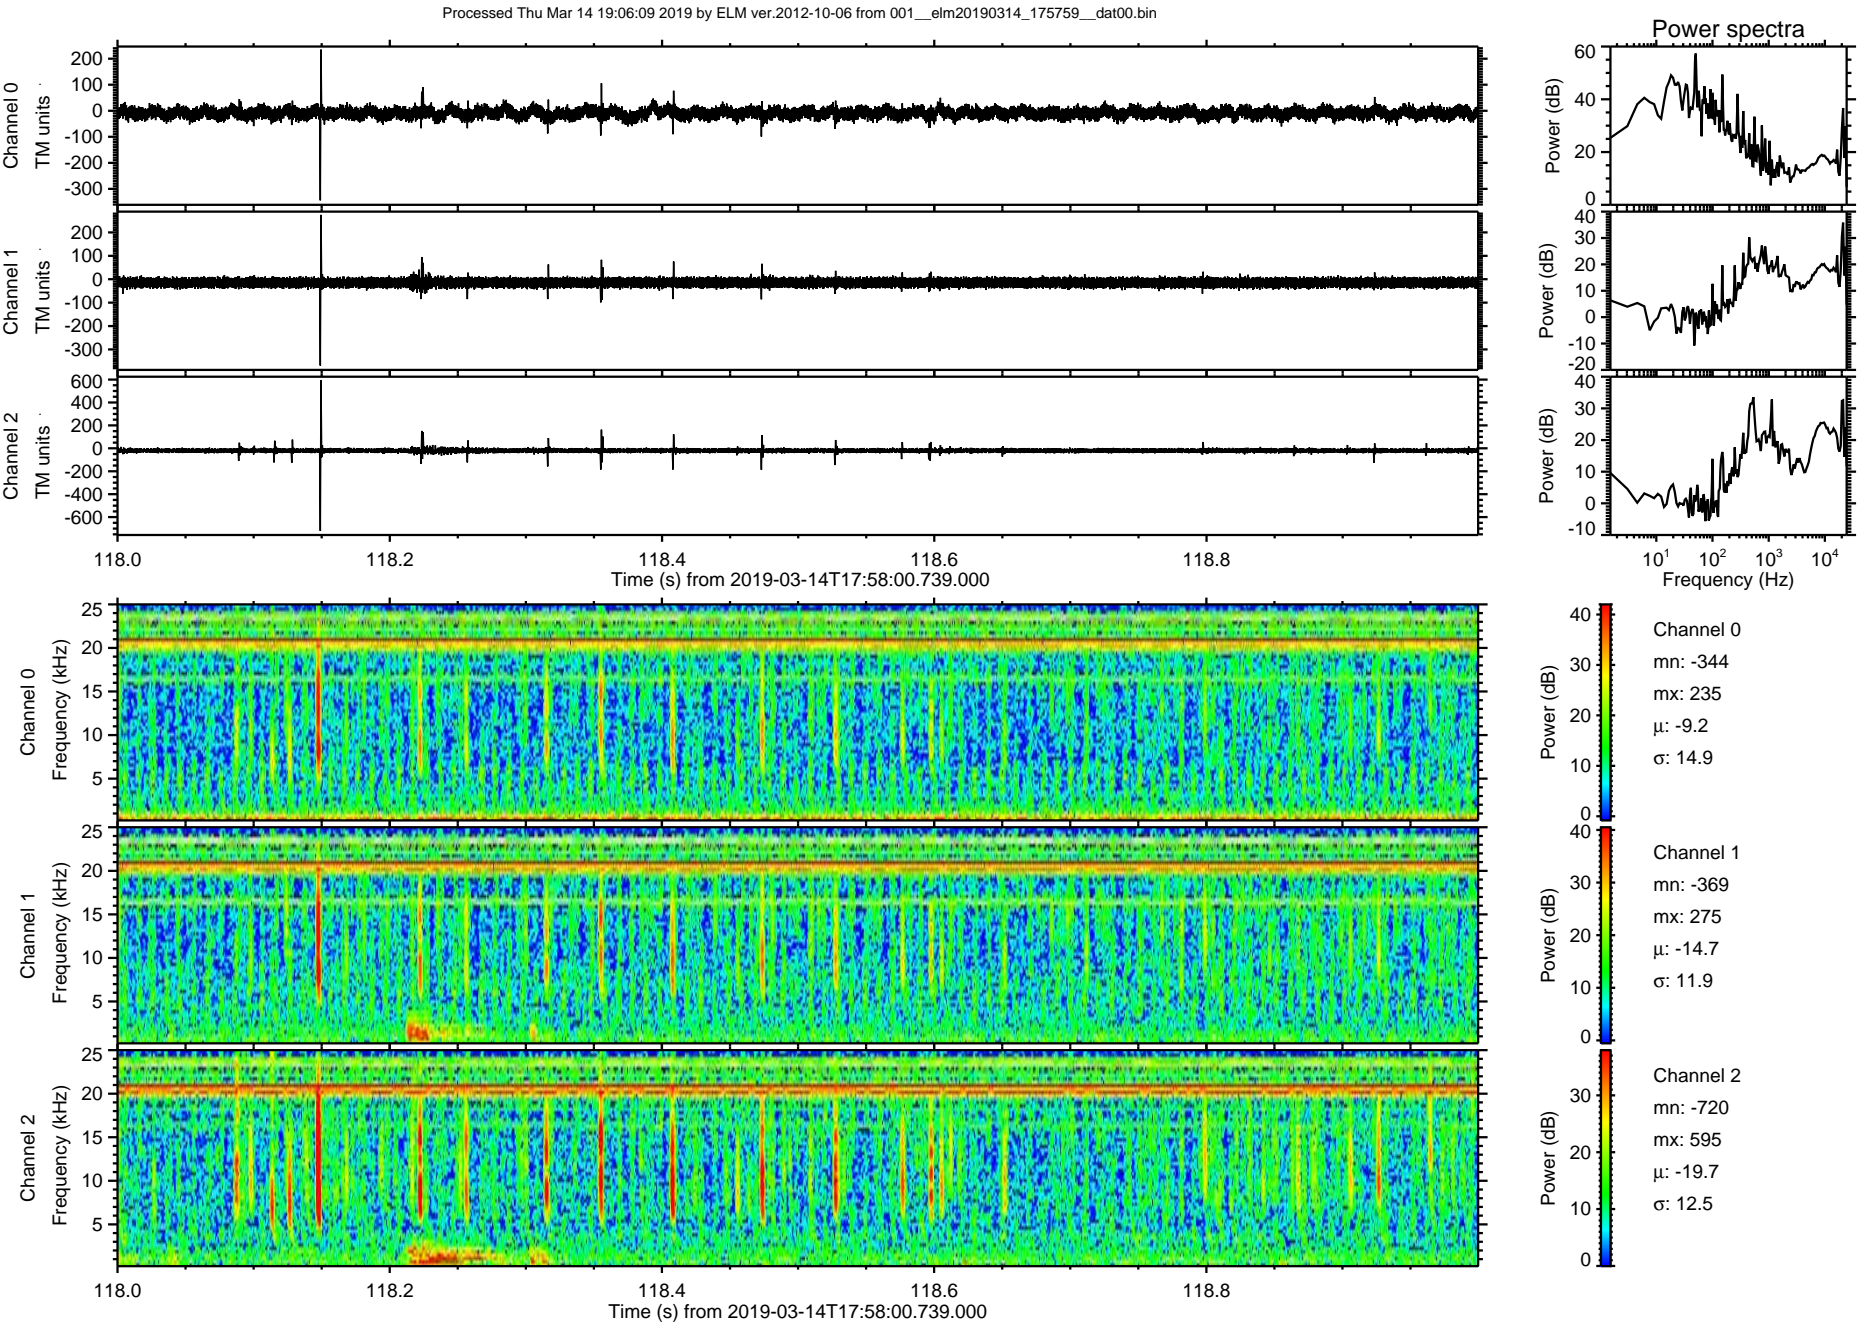 Processed Thu Mar 14 19:06:09 2019 by ELM ver.2012-10-06 from 001__elm20190314_175759__dat00.bin
Power spectra
Channel 0
TM units
200
100
0
-100
-200
-300
Power (dB)
60
40
20
0
Channel 1
TM units
200
100
0
-100
-200
-300
Power (dB)
40
30
20
10
0
-10
-20
Channel 2
TM units
600
400
200
0
-200
-400
-600
Power (dB)
40
30
20
10
0
-10
118.0 118.2 118.4 118.6 118.8
Time (s) from 2019-03-14T17:58:00.739.000
10^1 10^2 10^3 10^4
Frequency (Hz)
Channel 0
Frequency (kHz)
25
20
15
10
5
Power (dB)
40
30
20
10
0
Channel 0
mn: -344
mx: 235
μ: -9.2
σ: 14.9
Channel 1
Frequency (kHz)
25
20
15
10
5
Power (dB)
40
30
20
10
0
Channel 1
mn: -369
mx: 275
μ: -14.7
σ: 11.9
Channel 2
Frequency (kHz)
25
20
15
10
5
Power (dB)
30
20
10
0
Channel 2
mn: -720
mx: 595
μ: -19.7
σ: 12.5
118.0 118.2 118.4 118.6 118.8
Time (s) from 2019-03-14T17:58:00.739.000